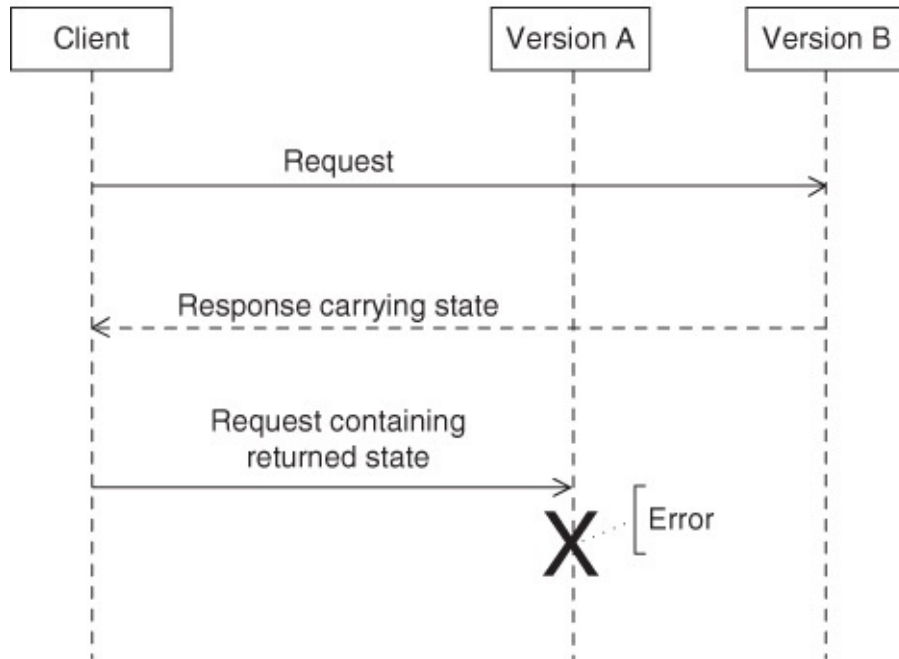 Client
Version A
Version B
Request
Response carrying state
Request containing
returned state
Error